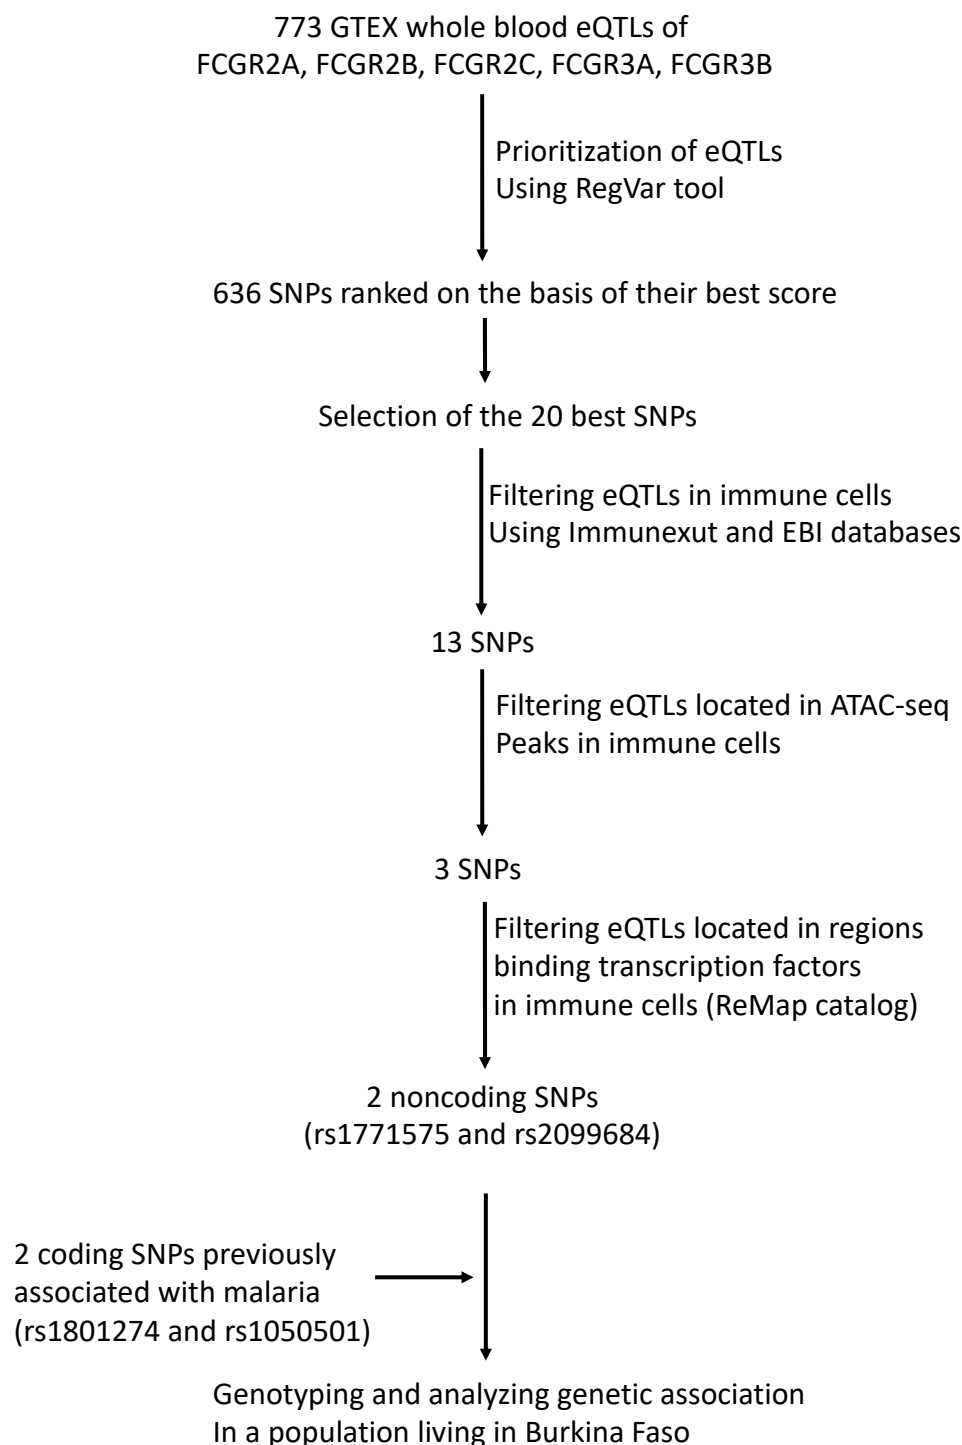 773 GTEX whole blood eQTLs of
FCGR2A, FCGR2B, FCGR2C, FCGR3A, FCGR3B
Prioritization of eQTLs
Using RegVar tool
636 SNPs ranked on the basis of their best score
Selection of the 20 best SNPs
Filtering eQTLs in immune cells
Using Immunexut and EBI databases
13 SNPs
Filtering eQTLs located in ATAC-seq
Peaks in immune cells
3 SNPs
Filtering eQTLs located in regions
binding transcription factors
in immune cells (ReMap catalog)
2 noncoding SNPs
(rs1771575 and rs2099684)
2 coding SNPs previously
associated with malaria
(rs1801274 and rs1050501)
Genotyping and analyzing genetic association
In a population living in Burkina Faso